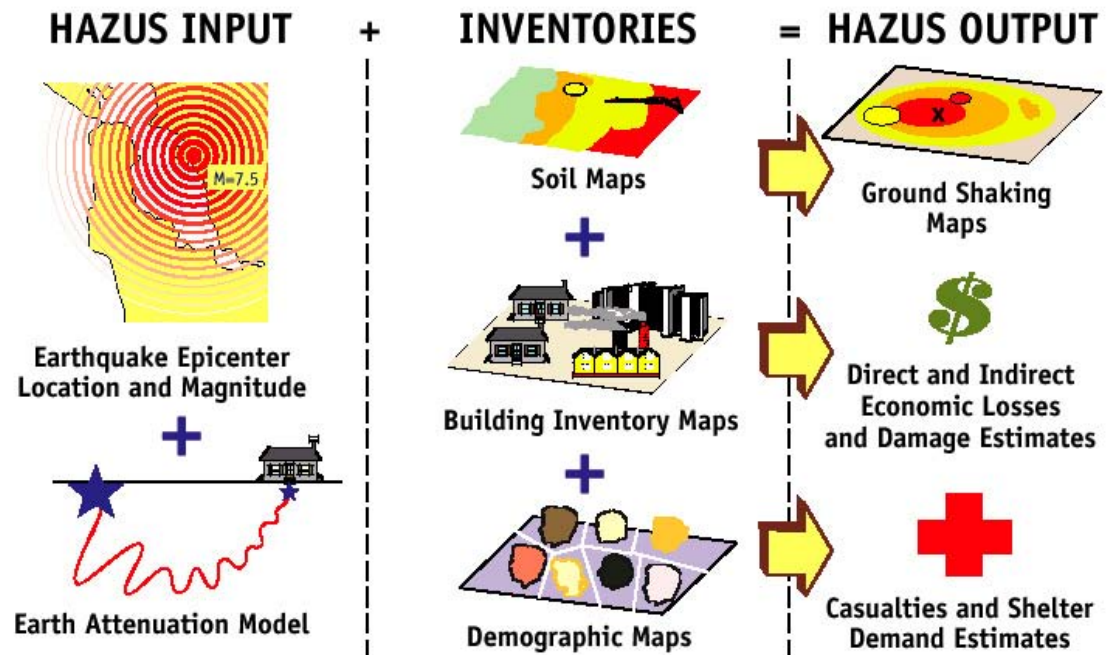 HAZUS INPUT + INVENTORIES = HAZUS OUTPUT
M=7.5
Earthquake Epicenter
Location and Magnitude
+
Earth Attenuation Model
Soil Maps
+
Building Inventory Maps
+
Demographic Maps
X
Ground Shaking
Maps
$
Direct and Indirect
Economic Losses
and Damage Estimates
Casualties and Shelter
Demand Estimates